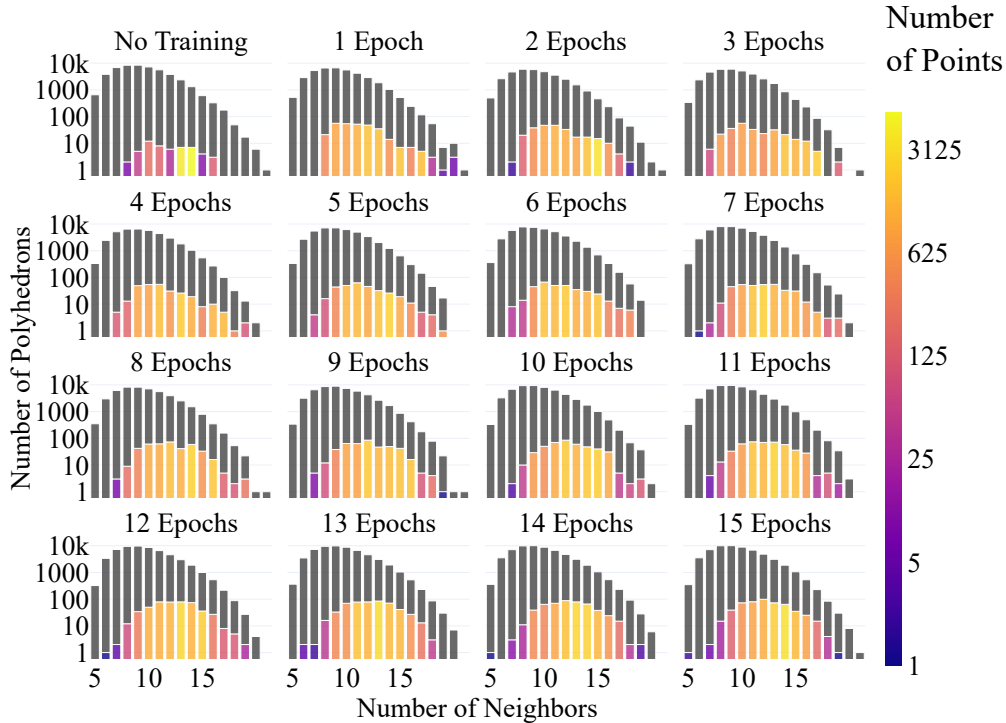 Number
of Points
No Training 1 Epoch 2 Epochs 3 Epochs
10k
1000
100
10
1
4 Epochs 5 Epochs 6 Epochs 7 Epochs
10k
1000
100
10
1
8 Epochs 9 Epochs 10 Epochs 11 Epochs
10k
1000
100
10
1
12 Epochs 13 Epochs 14 Epochs 15 Epochs
10k
1000
100
10
1
5 10 15 5 10 15 5 10 15 5 10 15
Number of Neighbors
Number of Polyhedrons
3125
625
125
25
5
1